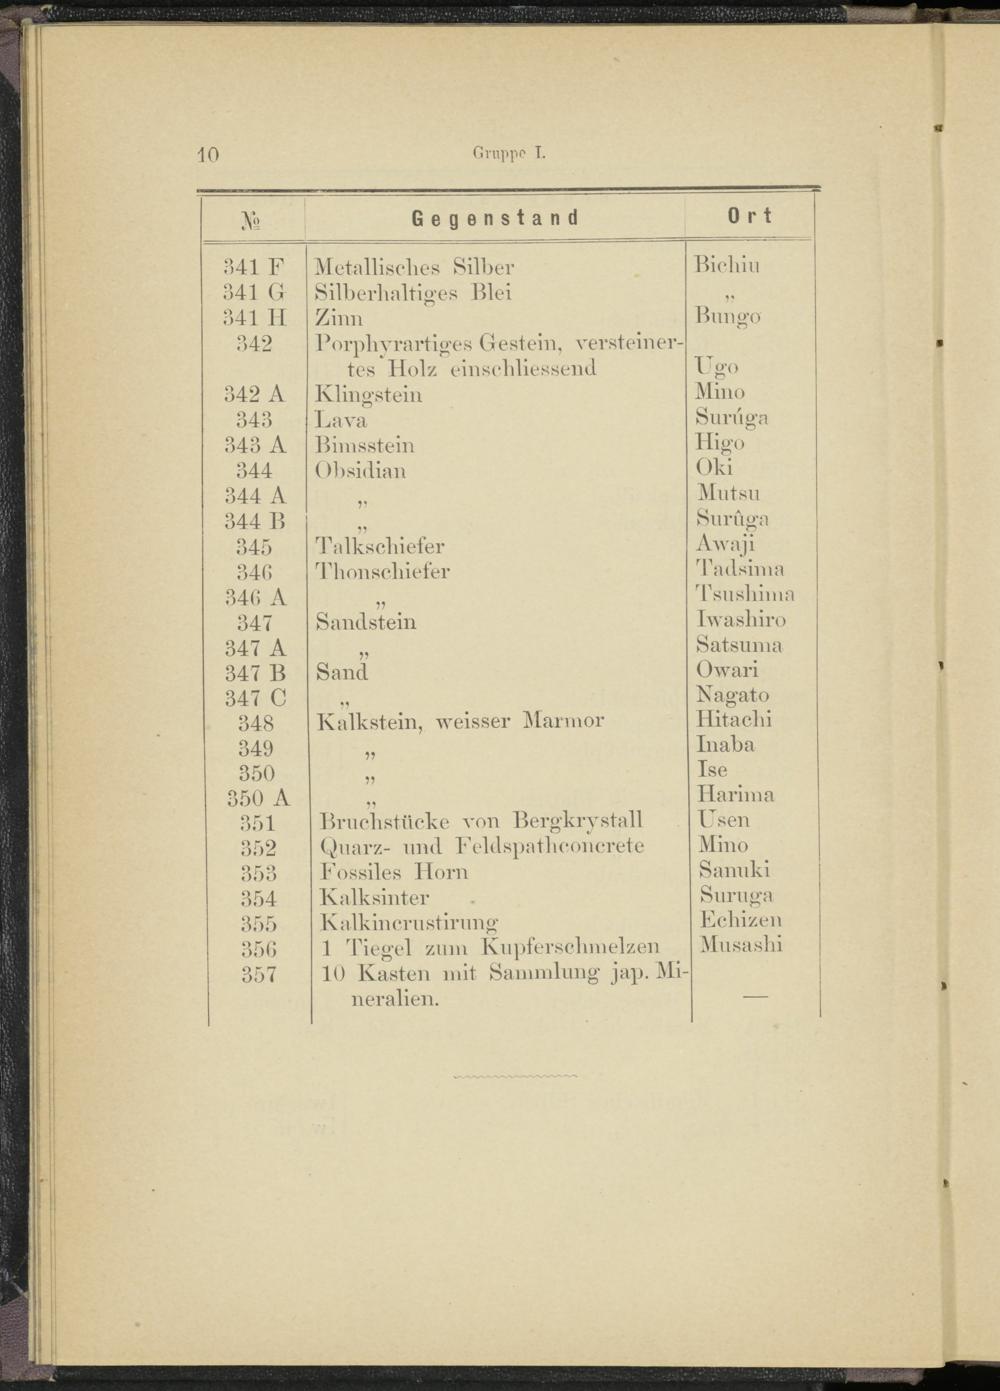 10 Gruppe I.
№ Gegenstand Ort
341 F Metallisches Silber Bichiu
341 G Silberhaltiges Blei „
341 H Zinn Bungo
342 Porphyrartiges Gestein, versteiner-
tes Holz einschliessend Ugo
342 A Klingstein Mino
343 Lava Surúga
343 A Bimsstein Higo
344 Obsidian Oki
344 A „ Mutsu
344 B „ Surûga
345 Talkschiefer Awaji
346 Thonschiefer Tadsima
346 A „ Tsushima
347 Sandstein Iwashiro
347 A „ Satsuma
347 B Sand Owari
347 C „ Nagato
348 Kalkstein, weisser Marmor Hitachi
349 „ Inaba
350 „ Ise
350 A „ Harima
351 Bruchstücke von Bergkrystall Usen
352 Quarz- und Feldspathconcrete Mino
353 Fossiles Horn Sanuki
354 Kalksinter Suruga
355 Kalkincrustirung Echizen
356 1 Tiegel zum Kupferschmelzen Musashi
357 10 Kasten mit Sammlung jap. Mi-
neralien. —